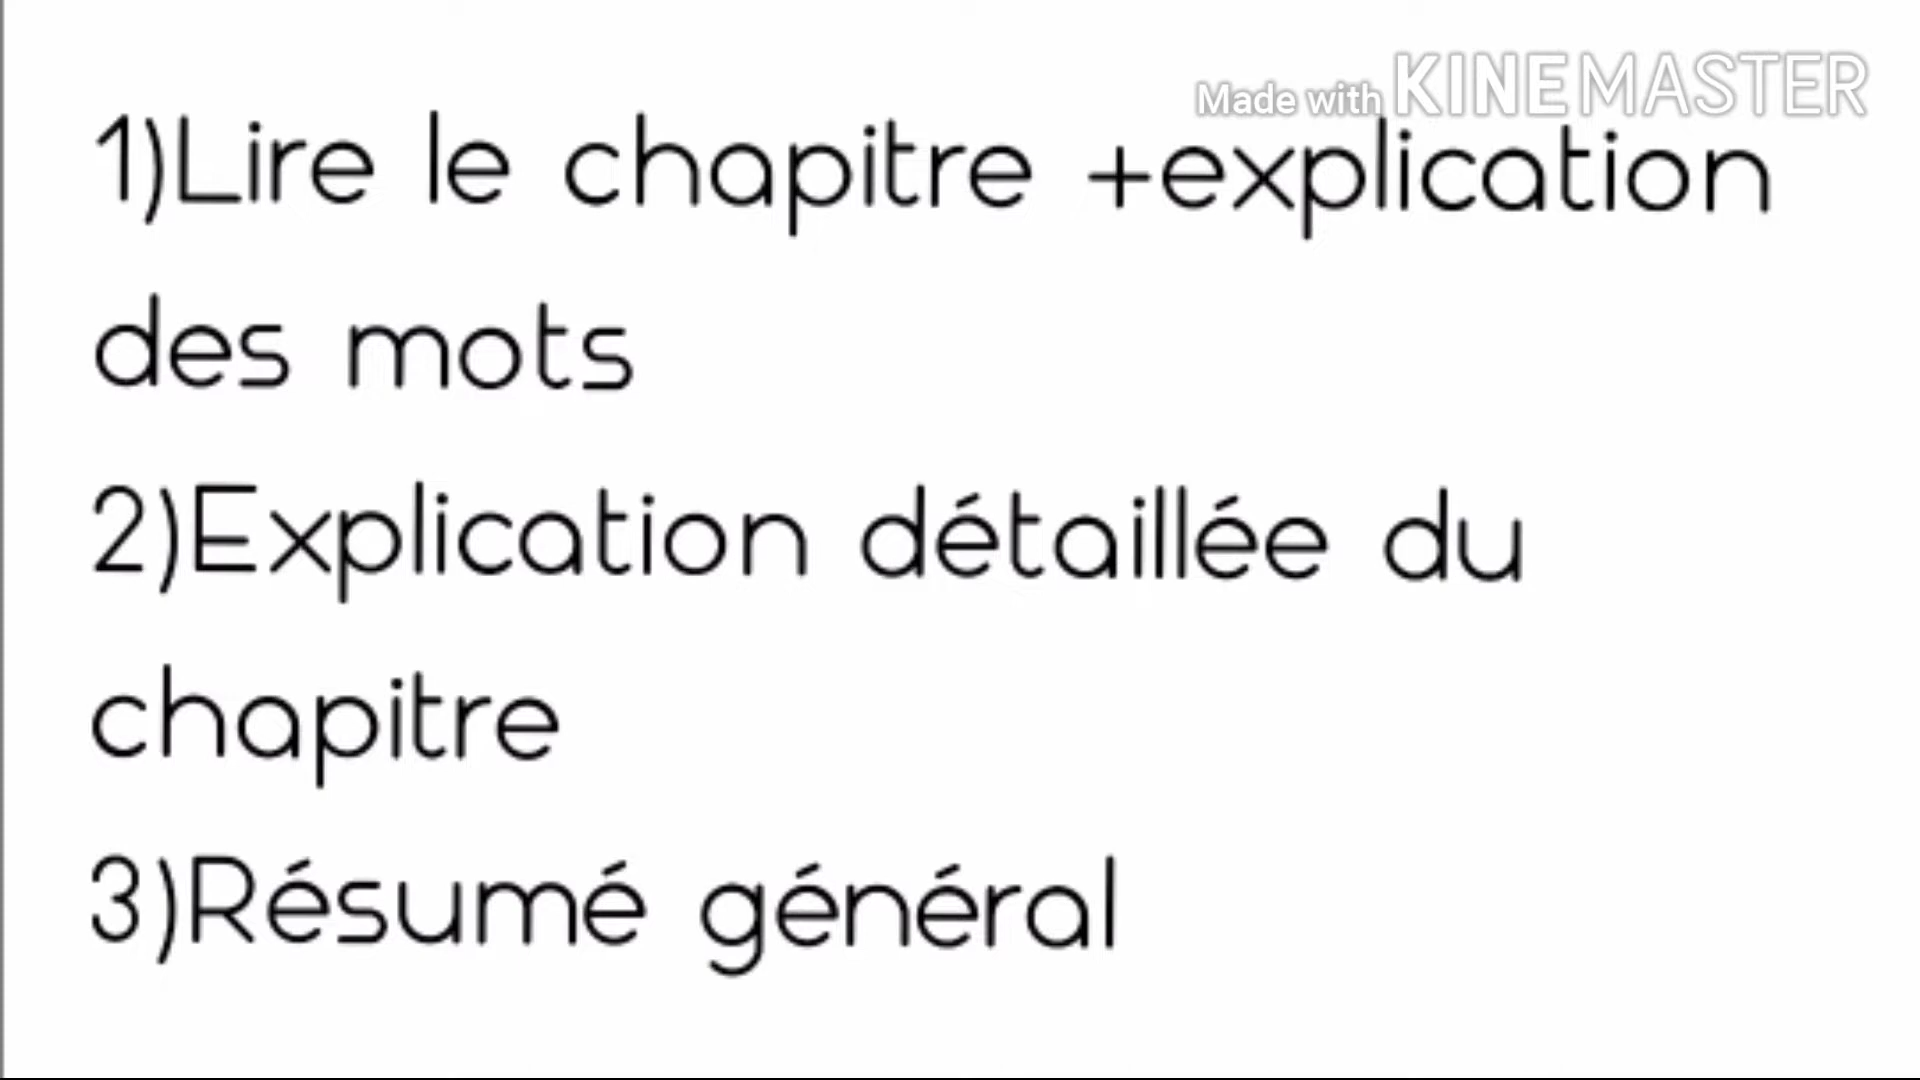 Made with KINEMASTER
1)Lire le chapitre +explication
des mots
2)Explication détaillée du
chapitre
3)Résumé général